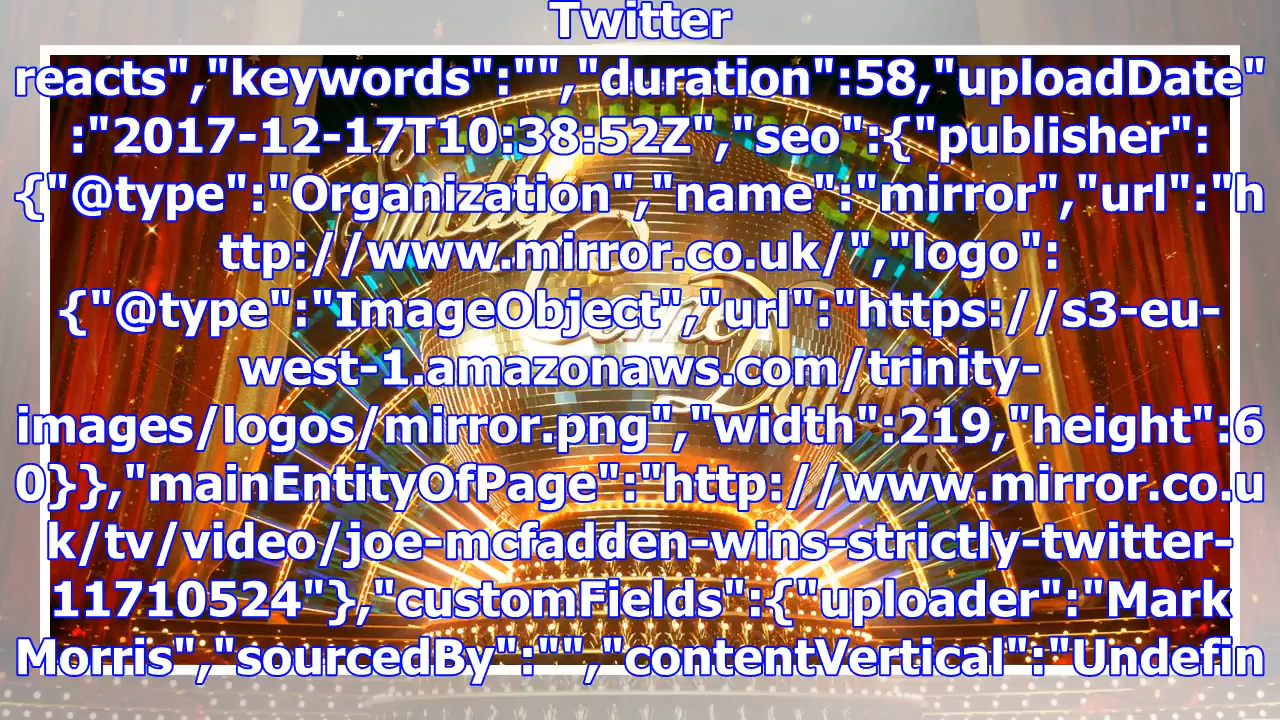 Twitter
reacts","keywords":"","duration":58,"uploadDate"
:"2017-12-17T10:38:52Z","seo":{"publisher":
{"@type":"Organization","name":"mirror","url":"h
ttp://www.mirror.co.uk/","logo":
{"@type":"ImageObject","url":"https://s3-eu-
west-1.amazonaws.com/trinity-
images/logos/mirror.png","width":219,"height":6
0}},"mainEntityOfPage":"http://www.mirror.co.u
k/tv/video/joe-mcfadden-wins-strictly-twitter-
11710524"},"customFields":{"uploader":"Mark
Morris","sourcedBy":"","contentVertical":"Undefin
Strictly
Come
Dancing